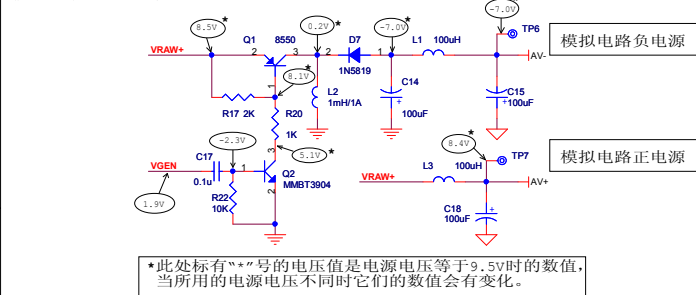 -7.0V
8.5V *
0.2V *
-7.0V *
TP6
Q1 8550
D7
L1 100uH
VRAW+
2 3 2 1
AV-
模拟电路负电源
1
8.1V *
1N5819
C14
C15
L2
1mH/1A
+
+100uF
R17 2K
R20
100uF
1K
-2.3V
8.4V *
模拟电路正电源
C17
3
5.1V *
L3 100uH
TP7
VGEN
1
Q2
VRAW+
0.1u
MMBT3904
AV+
1.9V
R22
10K
2
C18
100uF
+
*此处标有“*”号的电压值是电源电压等于9.5V时的数值，
当所用的电源电压不同时它们的数值会有变化。